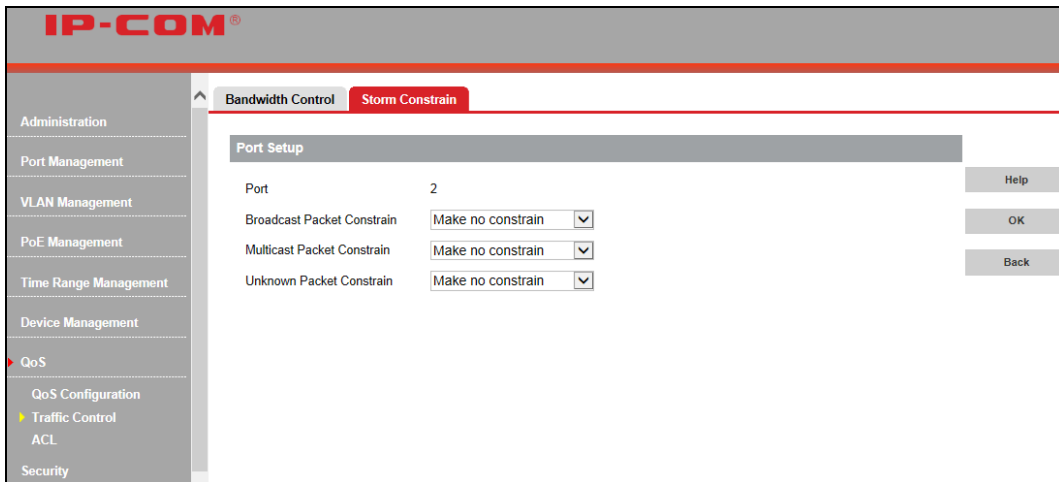 IP-COM®
Bandwidth Control Storm Constrain
Administration
Port Management
VLAN Management
PoE Management
Time Range Management
Device Management
QoS
QoS Configuration
Traffic Control
ACL
Security
Port Setup
Port 2
Broadcast Packet Constrain Make no constrain
Multicast Packet Constrain Make no constrain
Unknown Packet Constrain Make no constrain
Help
OK
Back